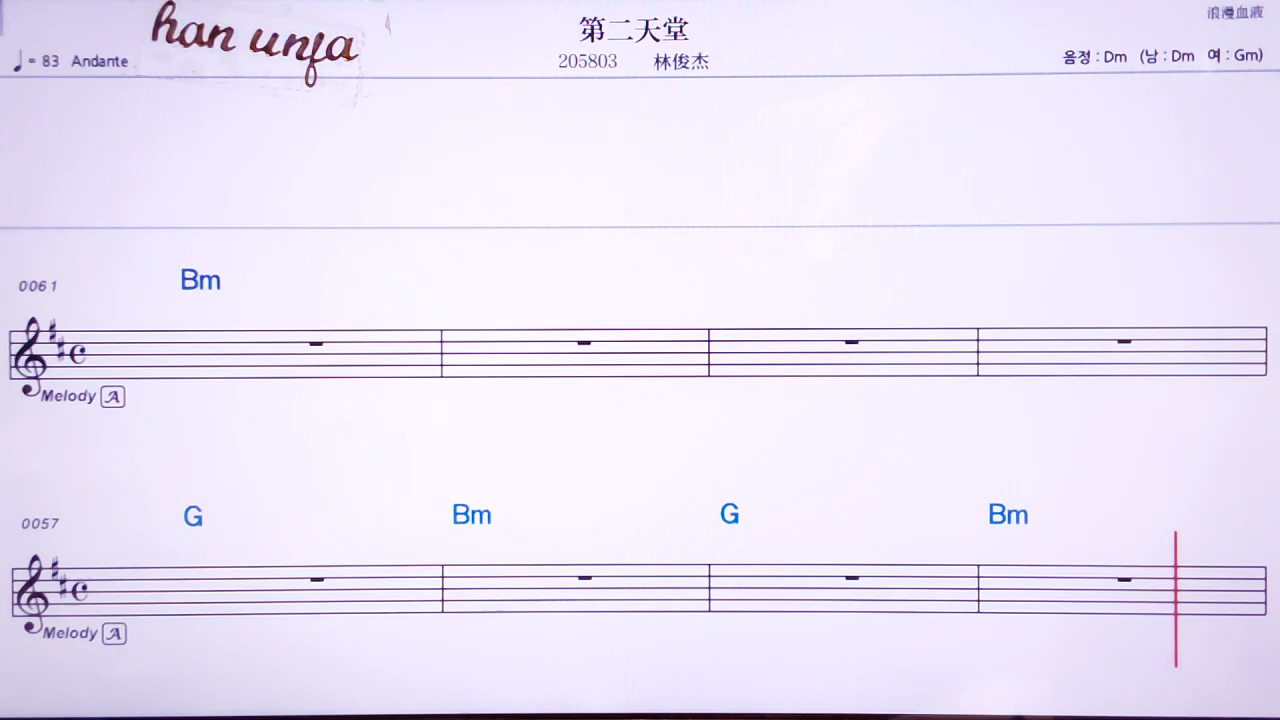 han unfa
第二天堂
浪漫血液
♩= 83 Andante
205803 林俊杰
음정 : Dm (남 : Dm 여 : Gm)
0061 Bm
Melody A
0057 G Bm G Bm
Melody A